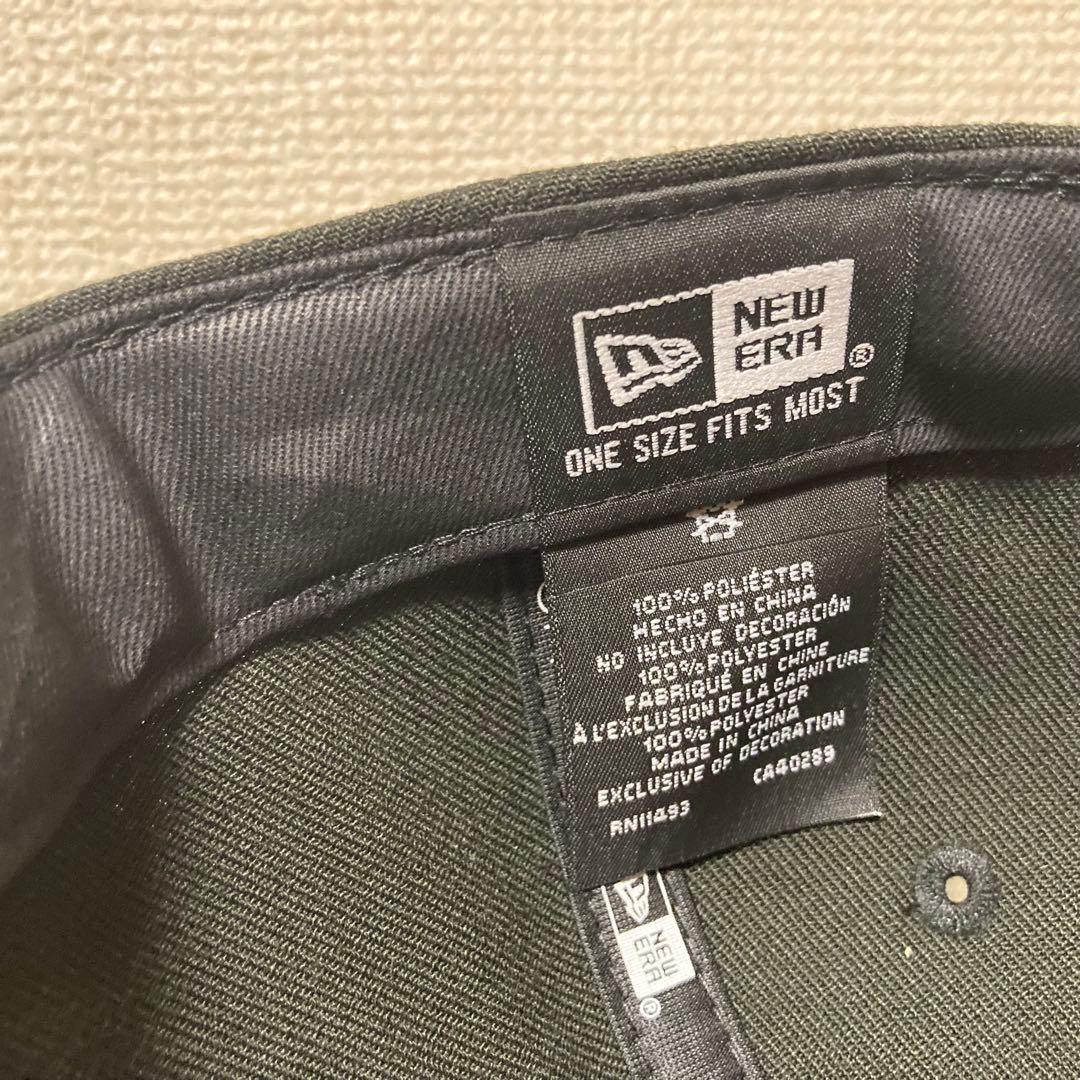 NEW
ERA®
ONE SIZE FITS MOST
100% POLIÉSTER
HECHO EN CHINA
NO INCLUYE DECORACIÓN
100% POLYESTER
FABRIQUÉ EN CHINE
À L'EXCLUSION DE LA GARNITURE
100% POLYESTER
MADE IN CHINA
EXCLUSIVE OF DECORATION
RN11493 CA40289
NEW
ERA
®